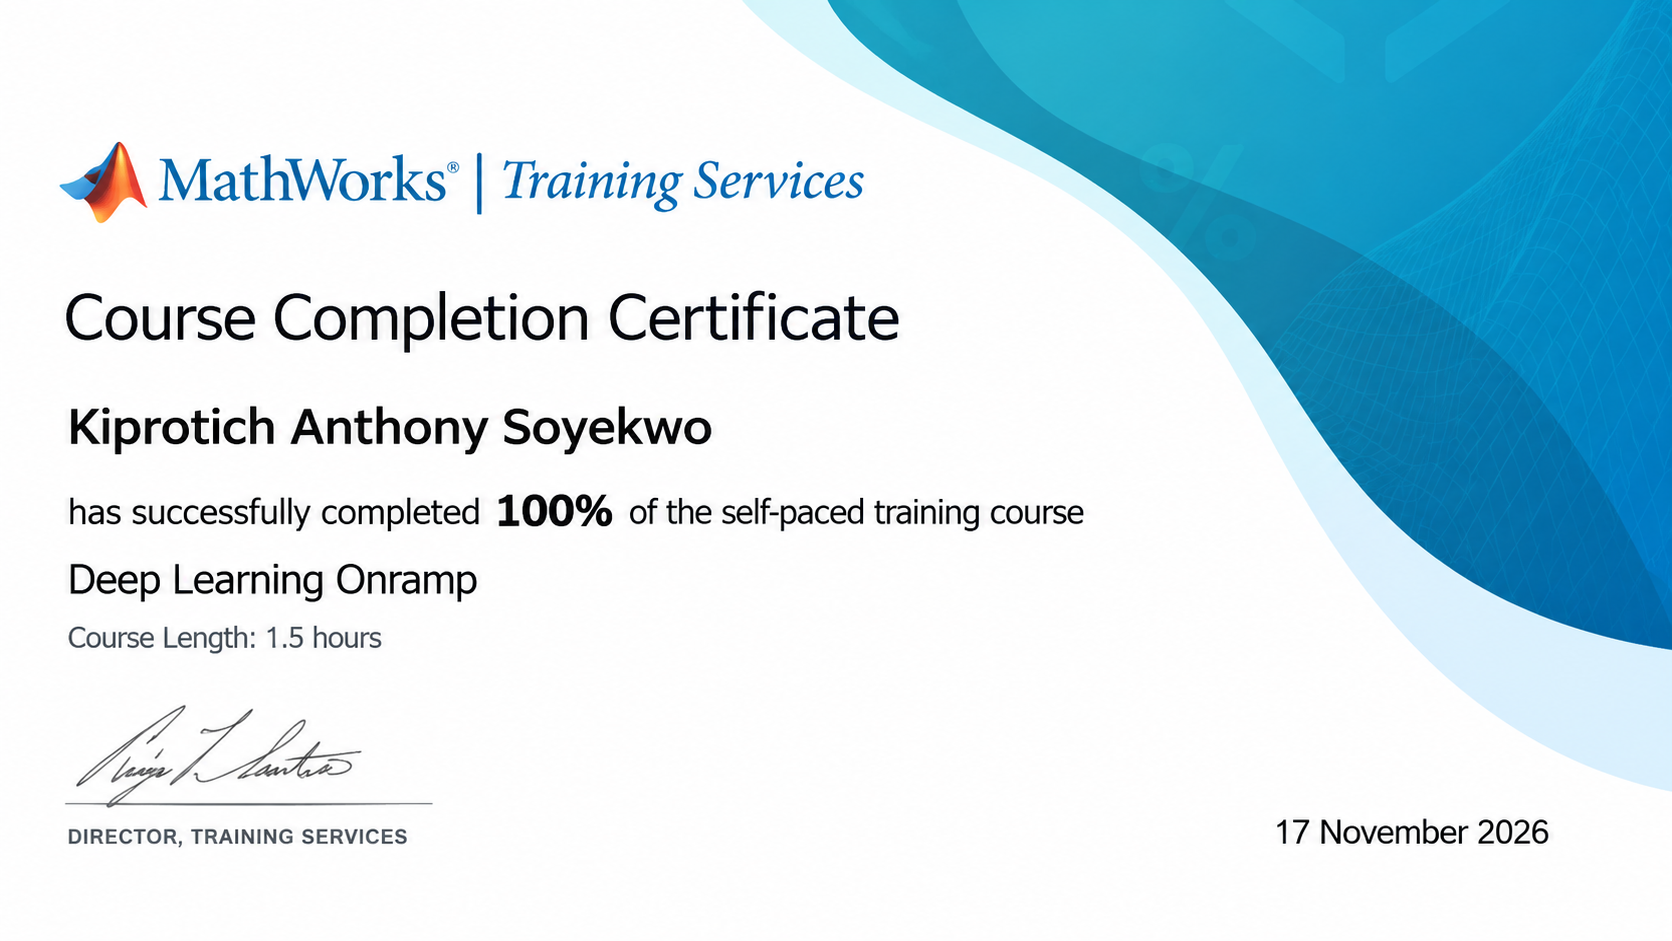 MathWorks® | Training Services
Course Completion Certificate
Kiprotich Anthony Soyekwo
has successfully completed 100% of the self-paced training course
Deep Learning Onramp
Course Length: 1.5 hours
DIRECTOR, TRAINING SERVICES
17 November 2026
%